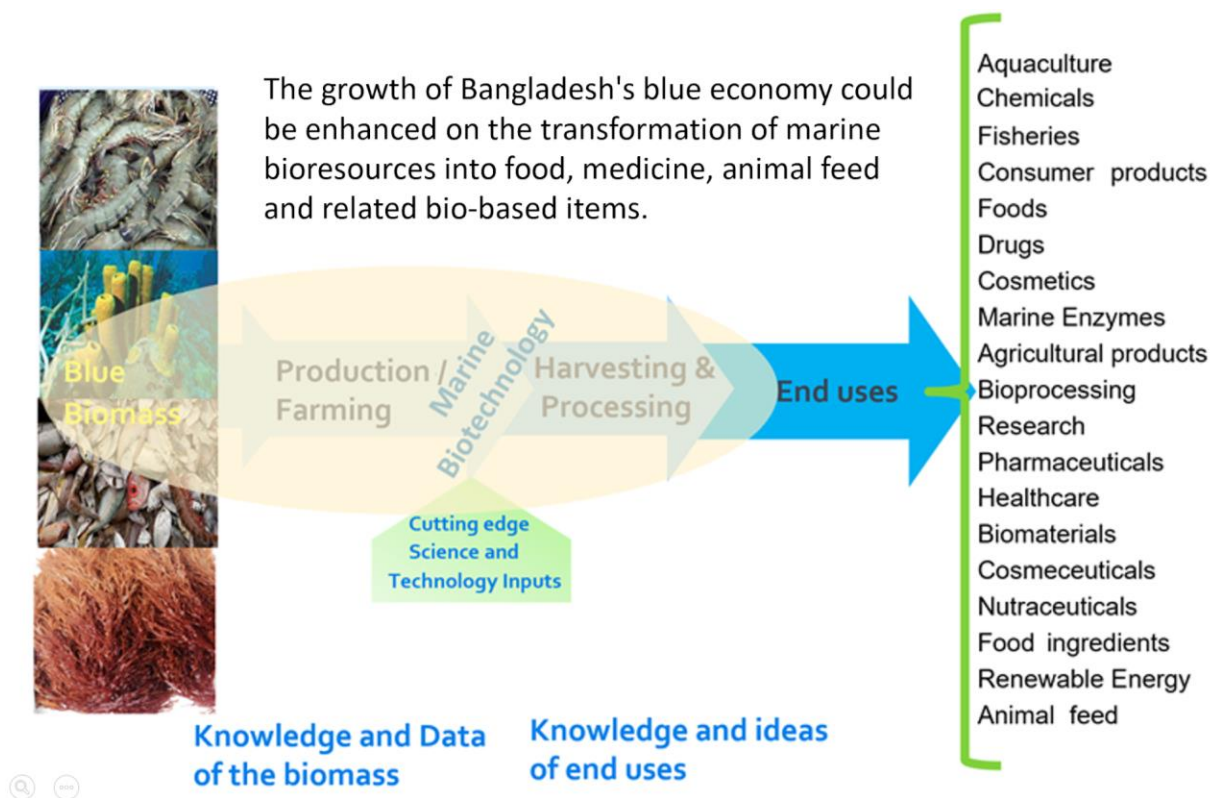 The growth of Bangladesh's blue economy could
be enhanced on the transformation of marine
bioresources into food, medicine, animal feed
and related bio-based items.
Blue
Biomass
Production /
Farming
Marine
Biotechnology
Harvesting &
Processing
End uses
Cutting edge
Science and
Technology Inputs
Knowledge and Data
of the biomass
Knowledge and ideas
of end uses
Aquaculture
Chemicals
Fisheries
Consumer products
Foods
Drugs
Cosmetics
Marine Enzymes
Agricultural products
Bioprocessing
Research
Pharmaceuticals
Healthcare
Biomaterials
Cosmeceuticals
Nutraceuticals
Food ingredients
Renewable Energy
Animal feed